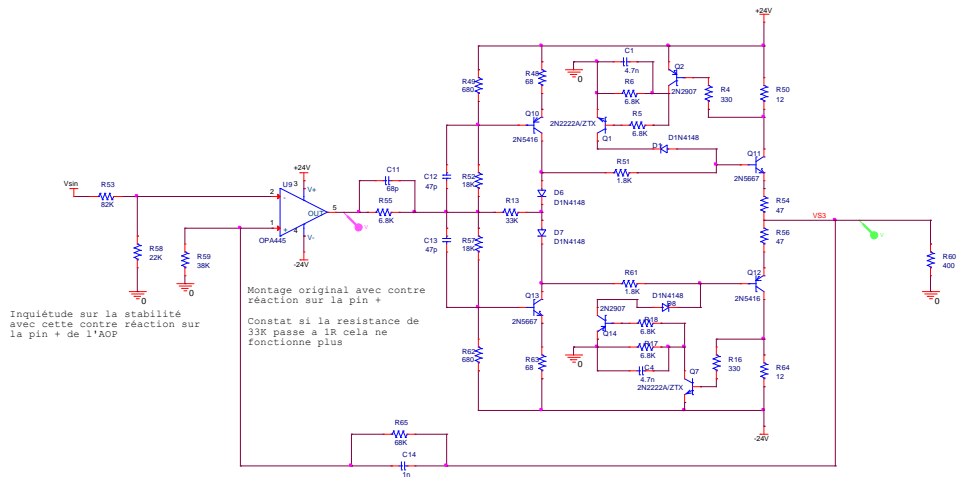 +24V
C1
4.7n
0
Q2
2N2907
R49
680
R48
68
R6
6.8K
R4
330
R50
12
Q10
2N5416
2N2222A/ZTX
R5
6.8K
Q1
D1N4148
D1
Q11
2N5667
Vsin
R53
82K
+24V
U9
3
V+
2
-
OUT
5
1
+
4
V-
OPA445
-24V
C11
68p
R55
6.8K
C12
47p
R52
18K
R13
33K
R51
1.8K
D6
D1N4148
D7
D1N4148
C13
47p
R57
18K
R54
47
VS3
R56
47
V
V
R58
22K
0
R59
38K
0
R60
400
0
R61
1.8K
Q12
2N5416
Q13
2N5667
D1N4148
D8
2N2907
Q14
R18
6.8K
R17
6.8K
0
C4
4.7n
2N2222A/ZTX
Q7
R16
330
R64
12
R62
680
R63
68
-24V
Inquiétude sur la stabilité
avec cette contre réaction sur
la pin + de l'AOP
Montage original avec contre
réaction sur la pin +
Constat si la resistance de
33K passe a 1R cela ne
fonctionne plus
R65
68K
C14
1n